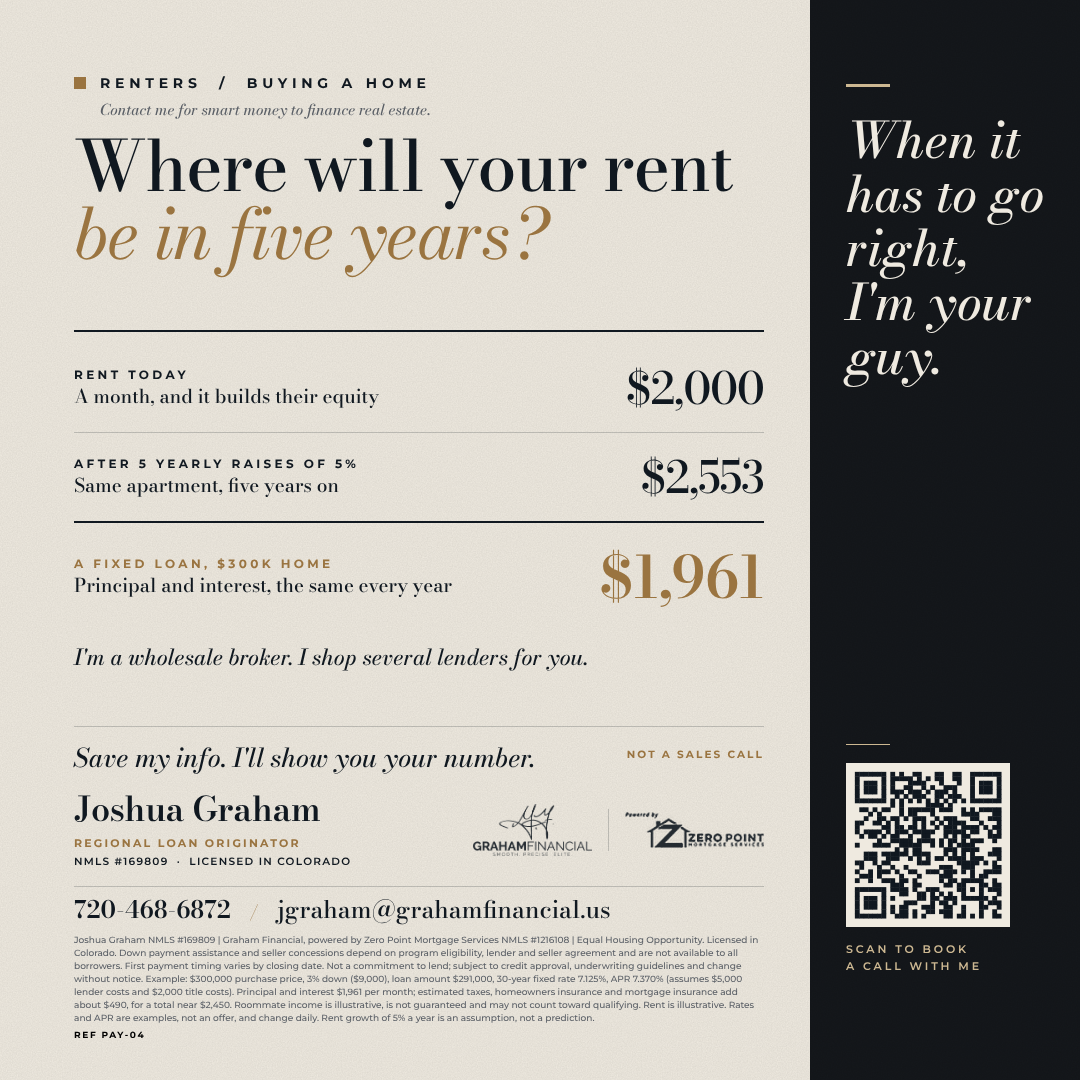 RENTERS / BUYING A HOME
Contact me for smart money to finance real estate.
Where will your rent
be in five years?
RENT TODAY
A month, and it builds their equity
$2,000
AFTER 5 YEARLY RAISES OF 5%
Same apartment, five years on
$2,553
A FIXED LOAN, $300K HOME
Principal and interest, the same every year
$1,961
I'm a wholesale broker. I shop several lenders for you.
Save my info. I'll show you your number.
NOT A SALES CALL
Joshua Graham
REGIONAL LOAN ORIGINATOR
NMLS #169809 · LICENSED IN COLORADO
GRAHAMFINANCIAL
SMOOTH. PRECISE. ELITE.
Powered by
ZERO POINT
MORTGAGE SERVICES
720-468-6872 / jgraham@grahamfinancial.us
Joshua Graham NMLS #169809 | Graham Financial, powered by Zero Point Mortgage Services NMLS #1216108 | Equal Housing Opportunity. Licensed in
Colorado. Down payment assistance and seller concessions depend on program eligibility, lender and seller agreement and are not available to all
borrowers. First payment timing varies by closing date. Not a commitment to lend; subject to credit approval, underwriting guidelines and change
without notice. Example: $300,000 purchase price, 3% down ($9,000), loan amount $291,000, 30-year fixed rate 7.125%, APR 7.370% (assumes $5,000
lender costs and $2,000 title costs). Principal and interest $1,961 per month; estimated taxes, homeowners insurance and mortgage insurance add
about $490, for a total near $2,450. Roommate income is illustrative, is not guaranteed and may not count toward qualifying. Rent is illustrative. Rates
and APR are examples, not an offer, and change daily. Rent growth of 5% a year is an assumption, not a prediction.
REF PAY-04
When it
has to go
right,
I'm your
guy.
SCAN TO BOOK
A CALL WITH ME